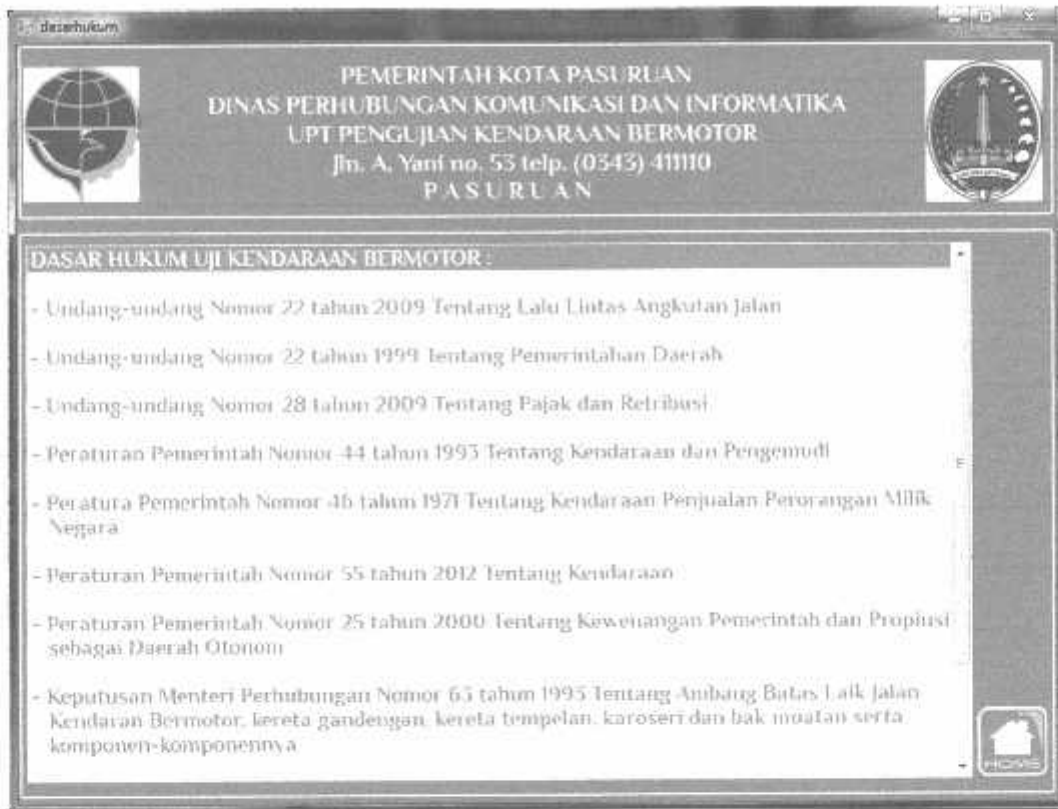 dasarhukum
PEMERINTAH KOTA PASURUAN
DINAS PERHUBUNGAN KOMUNIKASI DAN INFORMATIKA
UPT PENGUJIAN KENDARAAN BERMOTOR
Jln. A. Yani no. 53 telp. (0343) 411110
P A S U R U A N
DASAR HUKUM UJI KENDARAAN BERMOTOR :
- Undang-undang Nomor 22 tahun 2009 Tentang Lalu Lintas Angkutan Jalan
- Undang-undang Nomor 22 tahun 1999 Tentang Pemerintahan Daerah
- Undang-undang Nomor 28 tahun 2009 Tentang Pajak dan Retribusi
- Peraturan Pemerintah Nomor 44 tahun 1993 Tentang Kendaraan dan Pengemudi
- Peratura Pemerintah Nomor 46 tahun 1971 Tentang Kendaraan Penjualan Perorangan Milik
Negara
- Peraturan Pemerintah Nomor 55 tahun 2012 Tentang Kendaraan
- Peraturan Pemerintah Nomor 25 tahun 2000 Tentang Kewenangan Pemerintah dan Propinsi
sebagai Daerah Otonom
- Keputusan Menteri Perhubungan Nomor 63 tahun 1993 Tentang Ambang Batas Laik Jalan
Kendaran Bermotor, kereta gandengan, kereta tempelan, karoseri dan bak muatan serta
komponen-komponennya
HOME